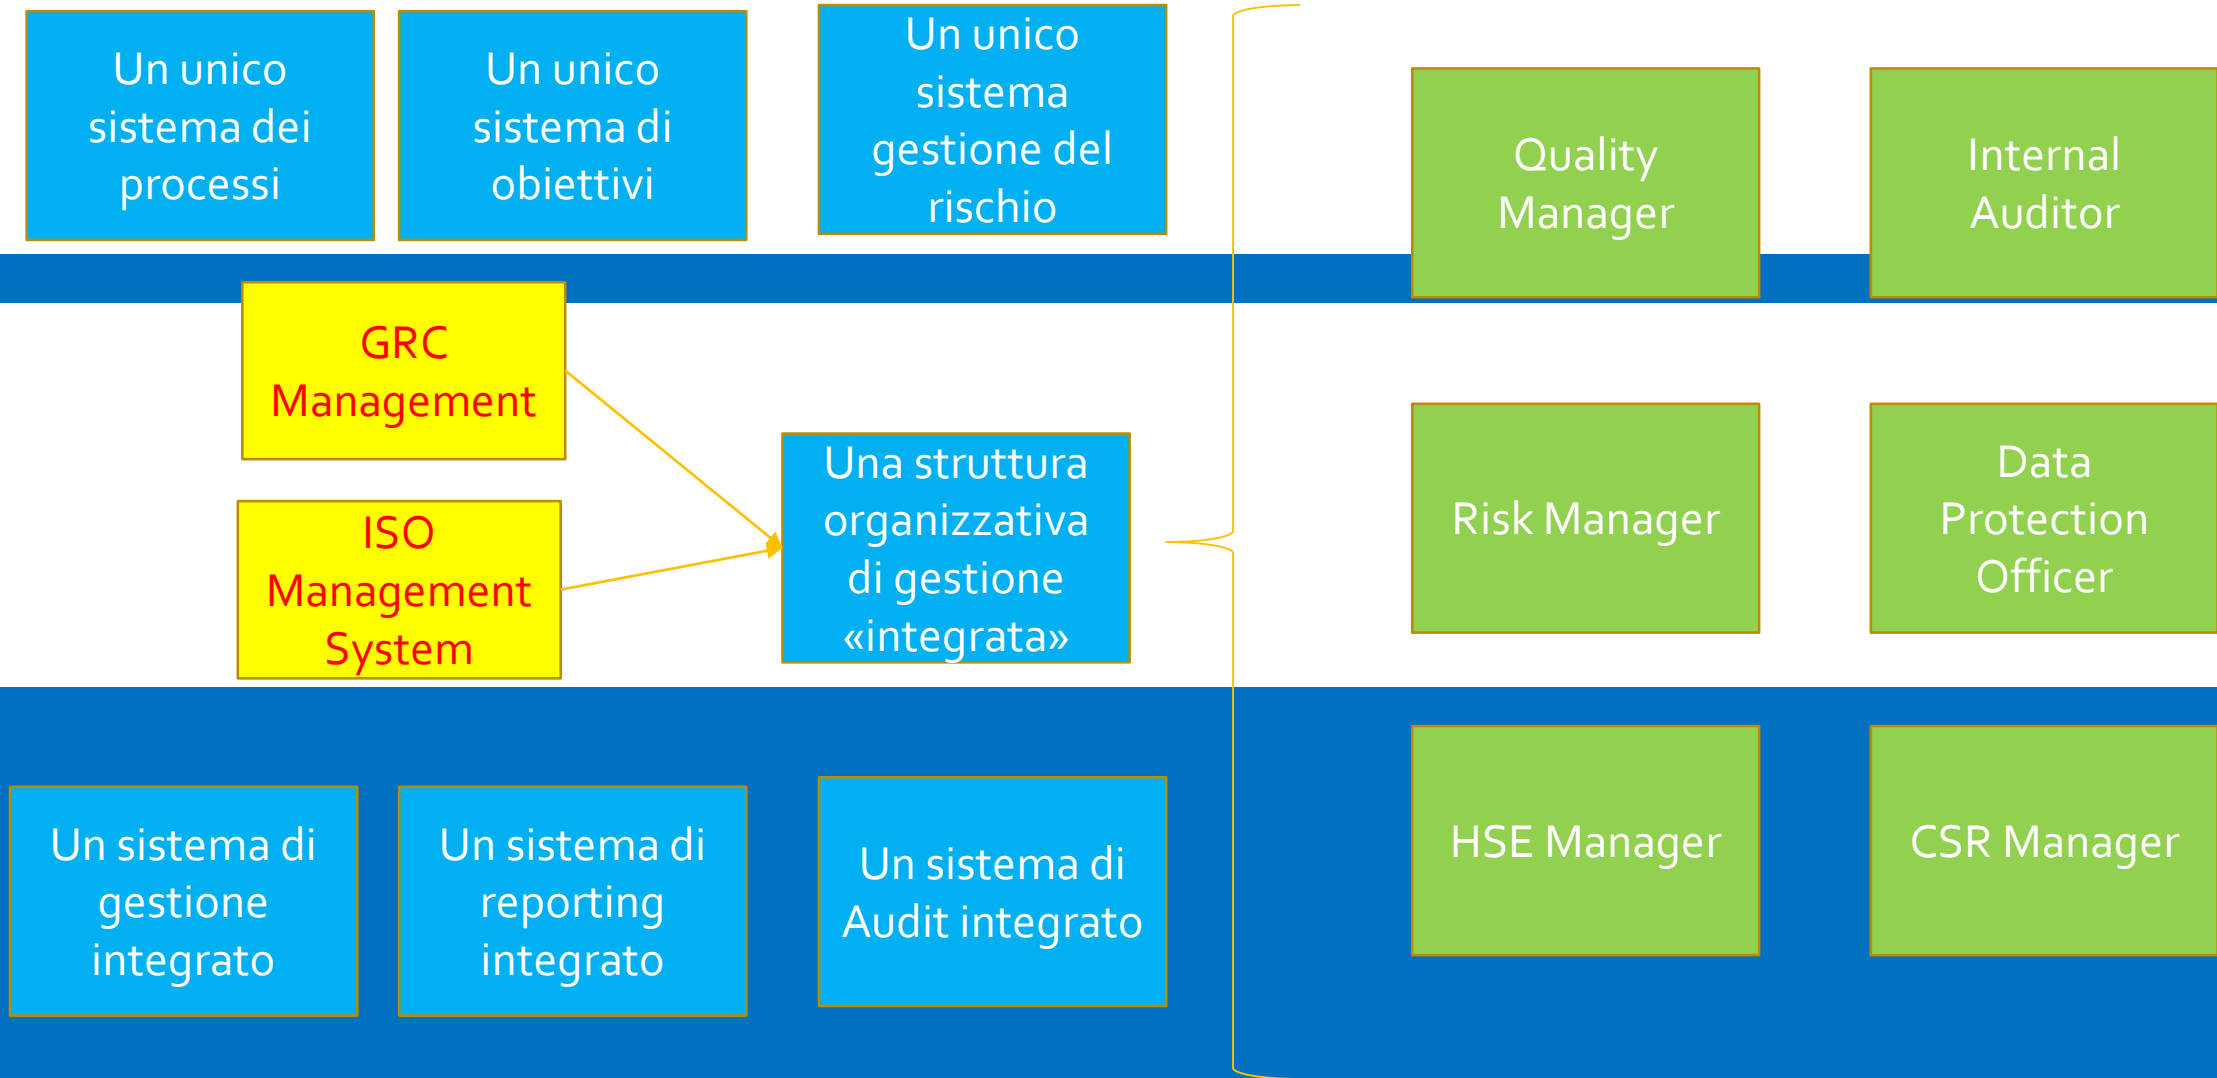 Un unico
sistema dei
processi
Un unico
sistema di
obiettivi
Un unico
sistema
gestione del
rischio
Quality
Manager
Internal
Auditor
GRC
Management
ISO
Management
System
Una struttura
organizzativa
di gestione
«integrata»
Risk Manager
Data
Protection
Officer
Un sistema di
gestione
integrato
Un sistema di
reporting
integrato
Un sistema di
Audit integrato
HSE Manager
CSR Manager